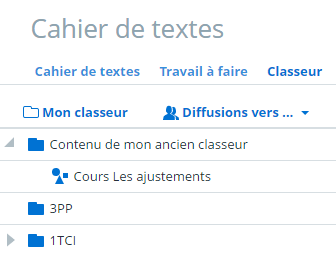 Cahier de textes
Cahier de textes Travail à faire Classeur
Mon classeur Diffusions vers ...
Contenu de mon ancien classeur
Cours Les ajustements
3PP
1TCI